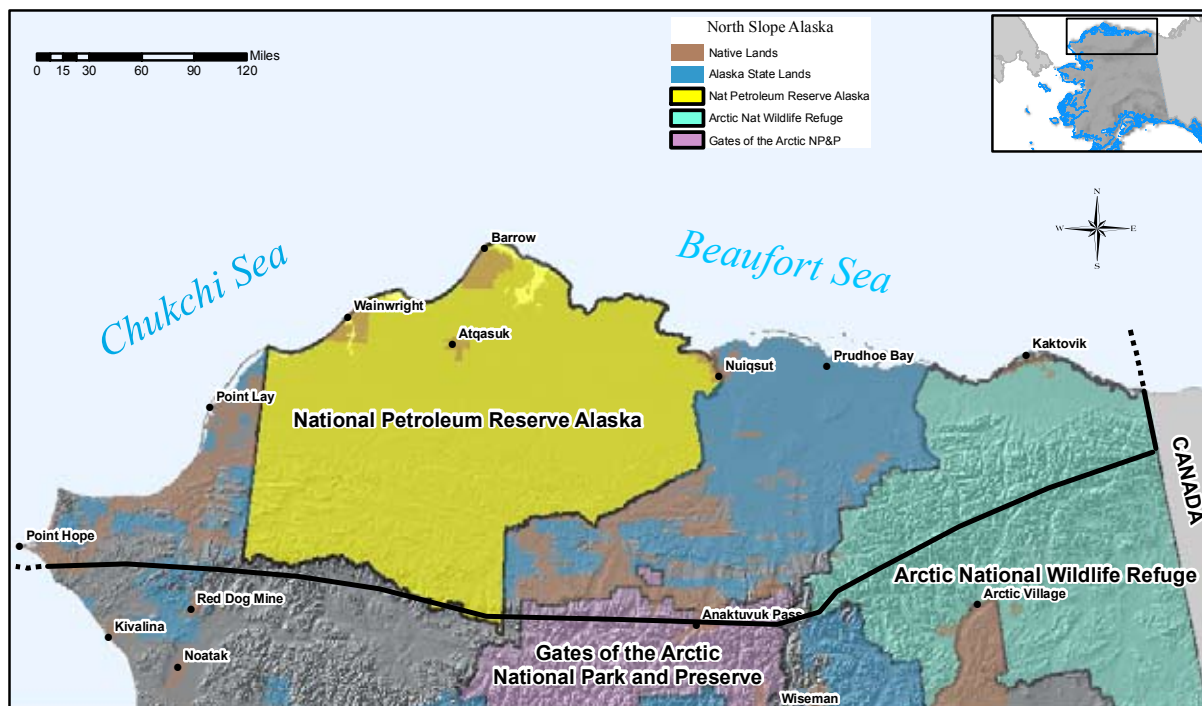 North Slope Alaska
Native Lands
Alaska State Lands
Nat Petroleum Reserve Alaska
Arctic Nat Wildlife Refuge
Gates of the Arctic NP&P
Miles
0 15 30 60 90 120
N
W E
S
Chukchi Sea
Beaufort Sea
Barrow
Wainwright
Atqasuk
Nuiqsut
Prudhoe Bay
Kaktovik
Point Lay
National Petroleum Reserve Alaska
CANADA
Point Hope
Arctic National Wildlife Refuge
Arctic Village
Red Dog Mine
Anaktuvuk Pass
Kivalina
Noatak
Gates of the Arctic
National Park and Preserve
Wiseman